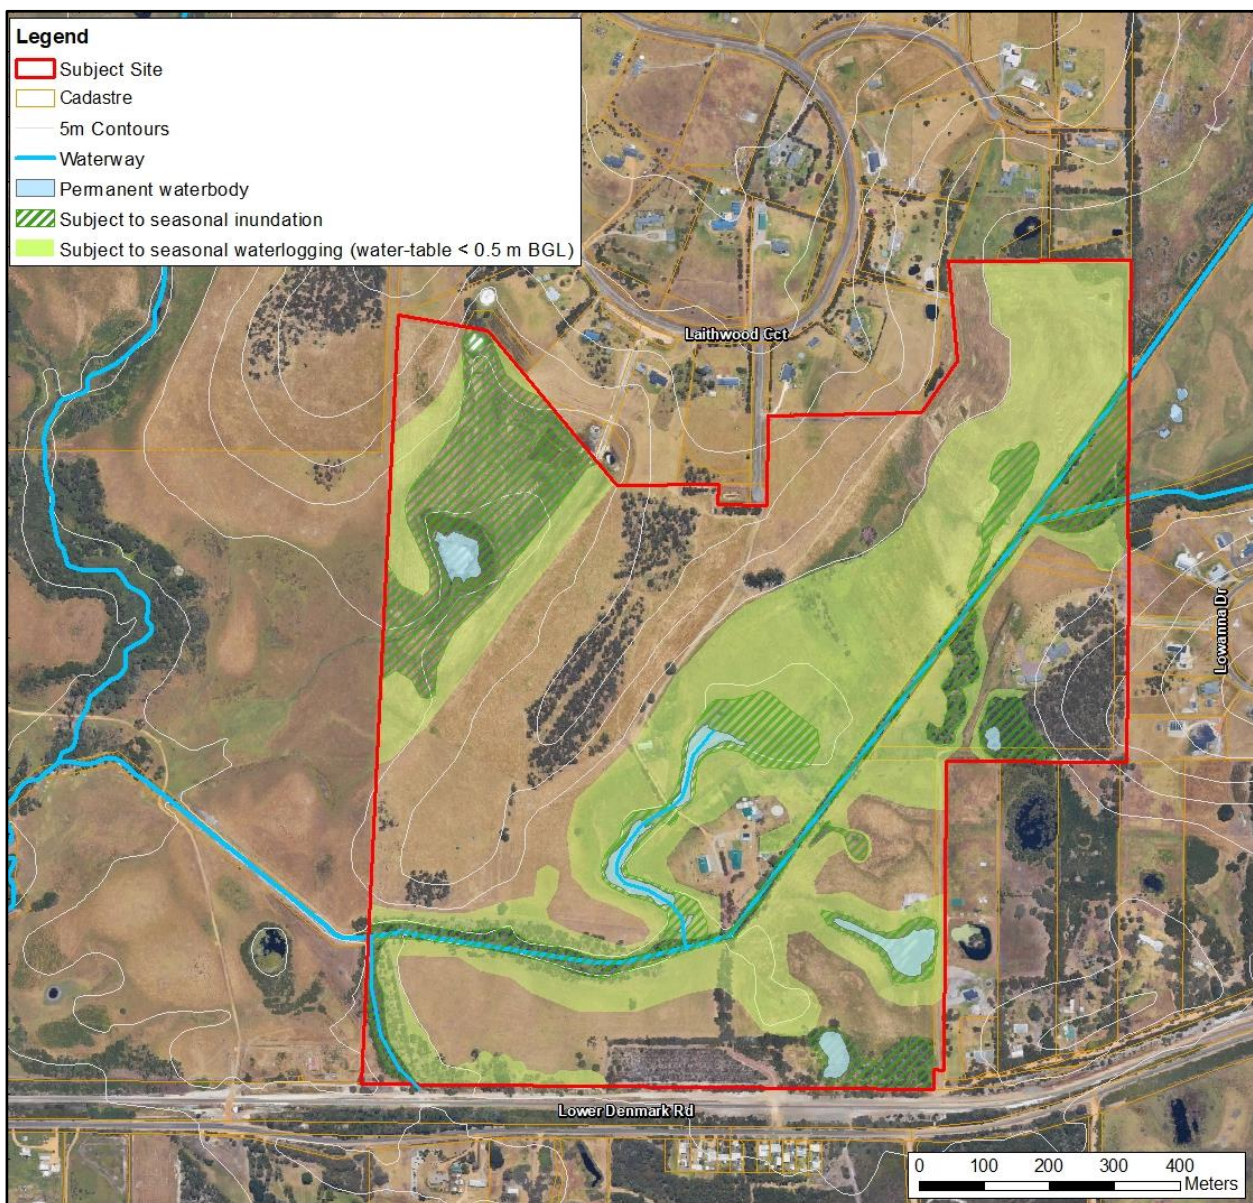 Legend
Subject Site
Cadastre
5m Contours
Waterway
Permanent waterbody
Subject to seasonal inundation
Subject to seasonal waterlogging (water-table < 0.5 m BGL)
Laithwood Cct
Lowanna Dr
Lower Denmark Rd
0 100 200 300 400
Meters